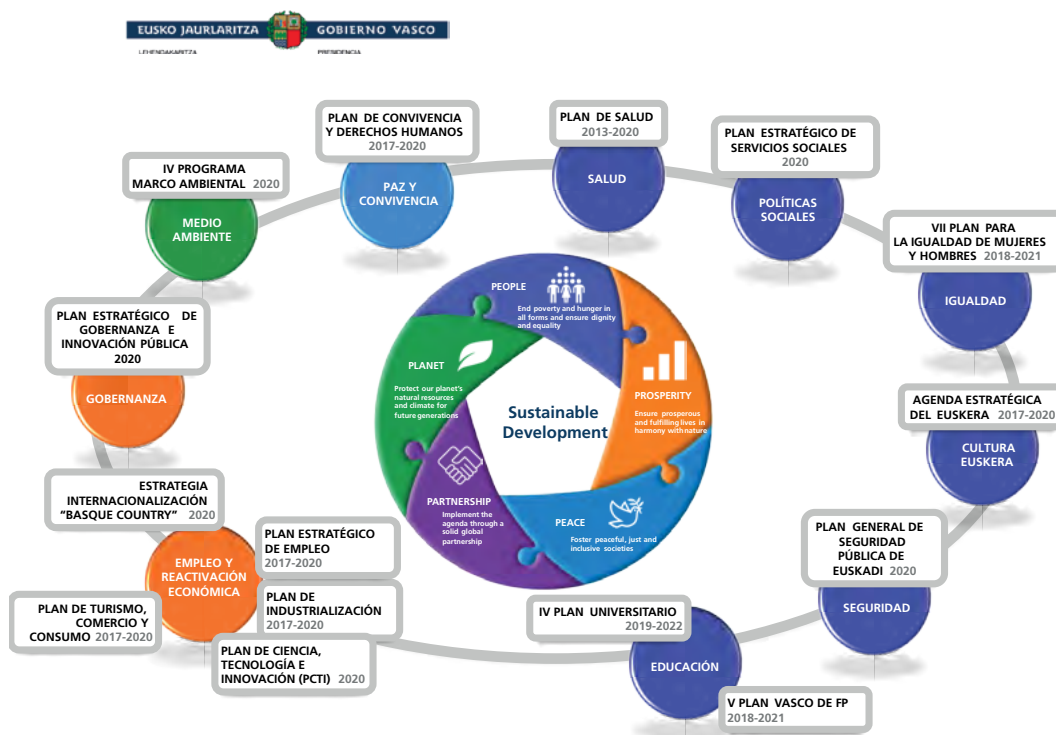 EUSKO JAURLARITZA
GOBIERNO VASCO
LEHENDAKARITZA
PRESIDENCIA
PLAN DE CONVIVENCIA
Y DERECHOS HUMANOS
2017-2020
PAZ Y
CONVIVENCIA
PLAN DE SALUD
2013-2020
SALUD
PLAN ESTRATÉGICO DE
SERVICIOS SOCIALES
2020
POLÍTICAS
SOCIALES
IV PROGRAMA
MARCO AMBIENTAL 2020
MEDIO
AMBIENTE
VII PLAN PARA
LA IGUALDAD DE MUJERES
Y HOMBRES 2018-2021
IGUALDAD
PLAN ESTRATÉGICO DE
GOBERNANZA E
INNOVACIÓN PÚBLICA
2020
GOBERNANZA
PEOPLE
End poverty and hunger in
all forms and ensure dignity
and equality
PLANET
Protect our planet's
natural resources
and climate for
future generations
PROSPERITY
Ensure prosperous
and fulfilling lives in
harmony with nature
Sustainable
Development
PARTNERSHIP
Implement the
agenda through a
solid global
partnership
PEACE
Foster peaceful, just and
inclusive societies
AGENDA ESTRATÉGICA
DEL EUSKERA 2017-2020
CULTURA
EUSKERA
ESTRATEGIA
INTERNACIONALIZACIÓN
“BASQUE COUNTRY” 2020
EMPLEO Y
REACTIVACIÓN
ECONÓMICA
PLAN ESTRATÉGICO
DE EMPLEO
2017-2020
PLAN DE
INDUSTRIALIZACIÓN
2017-2020
PLAN DE TURISMO,
COMERCIO Y
CONSUMO 2017-2020
PLAN DE CIENCIA,
TECNOLOGÍA E
INNOVACIÓN (PCTI) 2020
PLAN GENERAL DE
SEGURIDAD
PÚBLICA DE
EUSKADI 2020
SEGURIDAD
IV PLAN UNIVERSITARIO
2019-2022
EDUCACIÓN
V PLAN VASCO DE FP
2018-2021